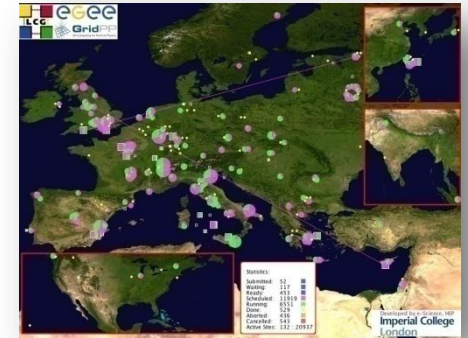 LCG
egee
GridPP
Statistics
Submitted: 52
Waiting: 117
Ready: 453
Scheduled: 11919
Running: 6551
Done: 529
Aborted: 436
Cancelled: 543
Active Sites: 132 : 20937
Developed by e-Science, HEP
Imperial College
London